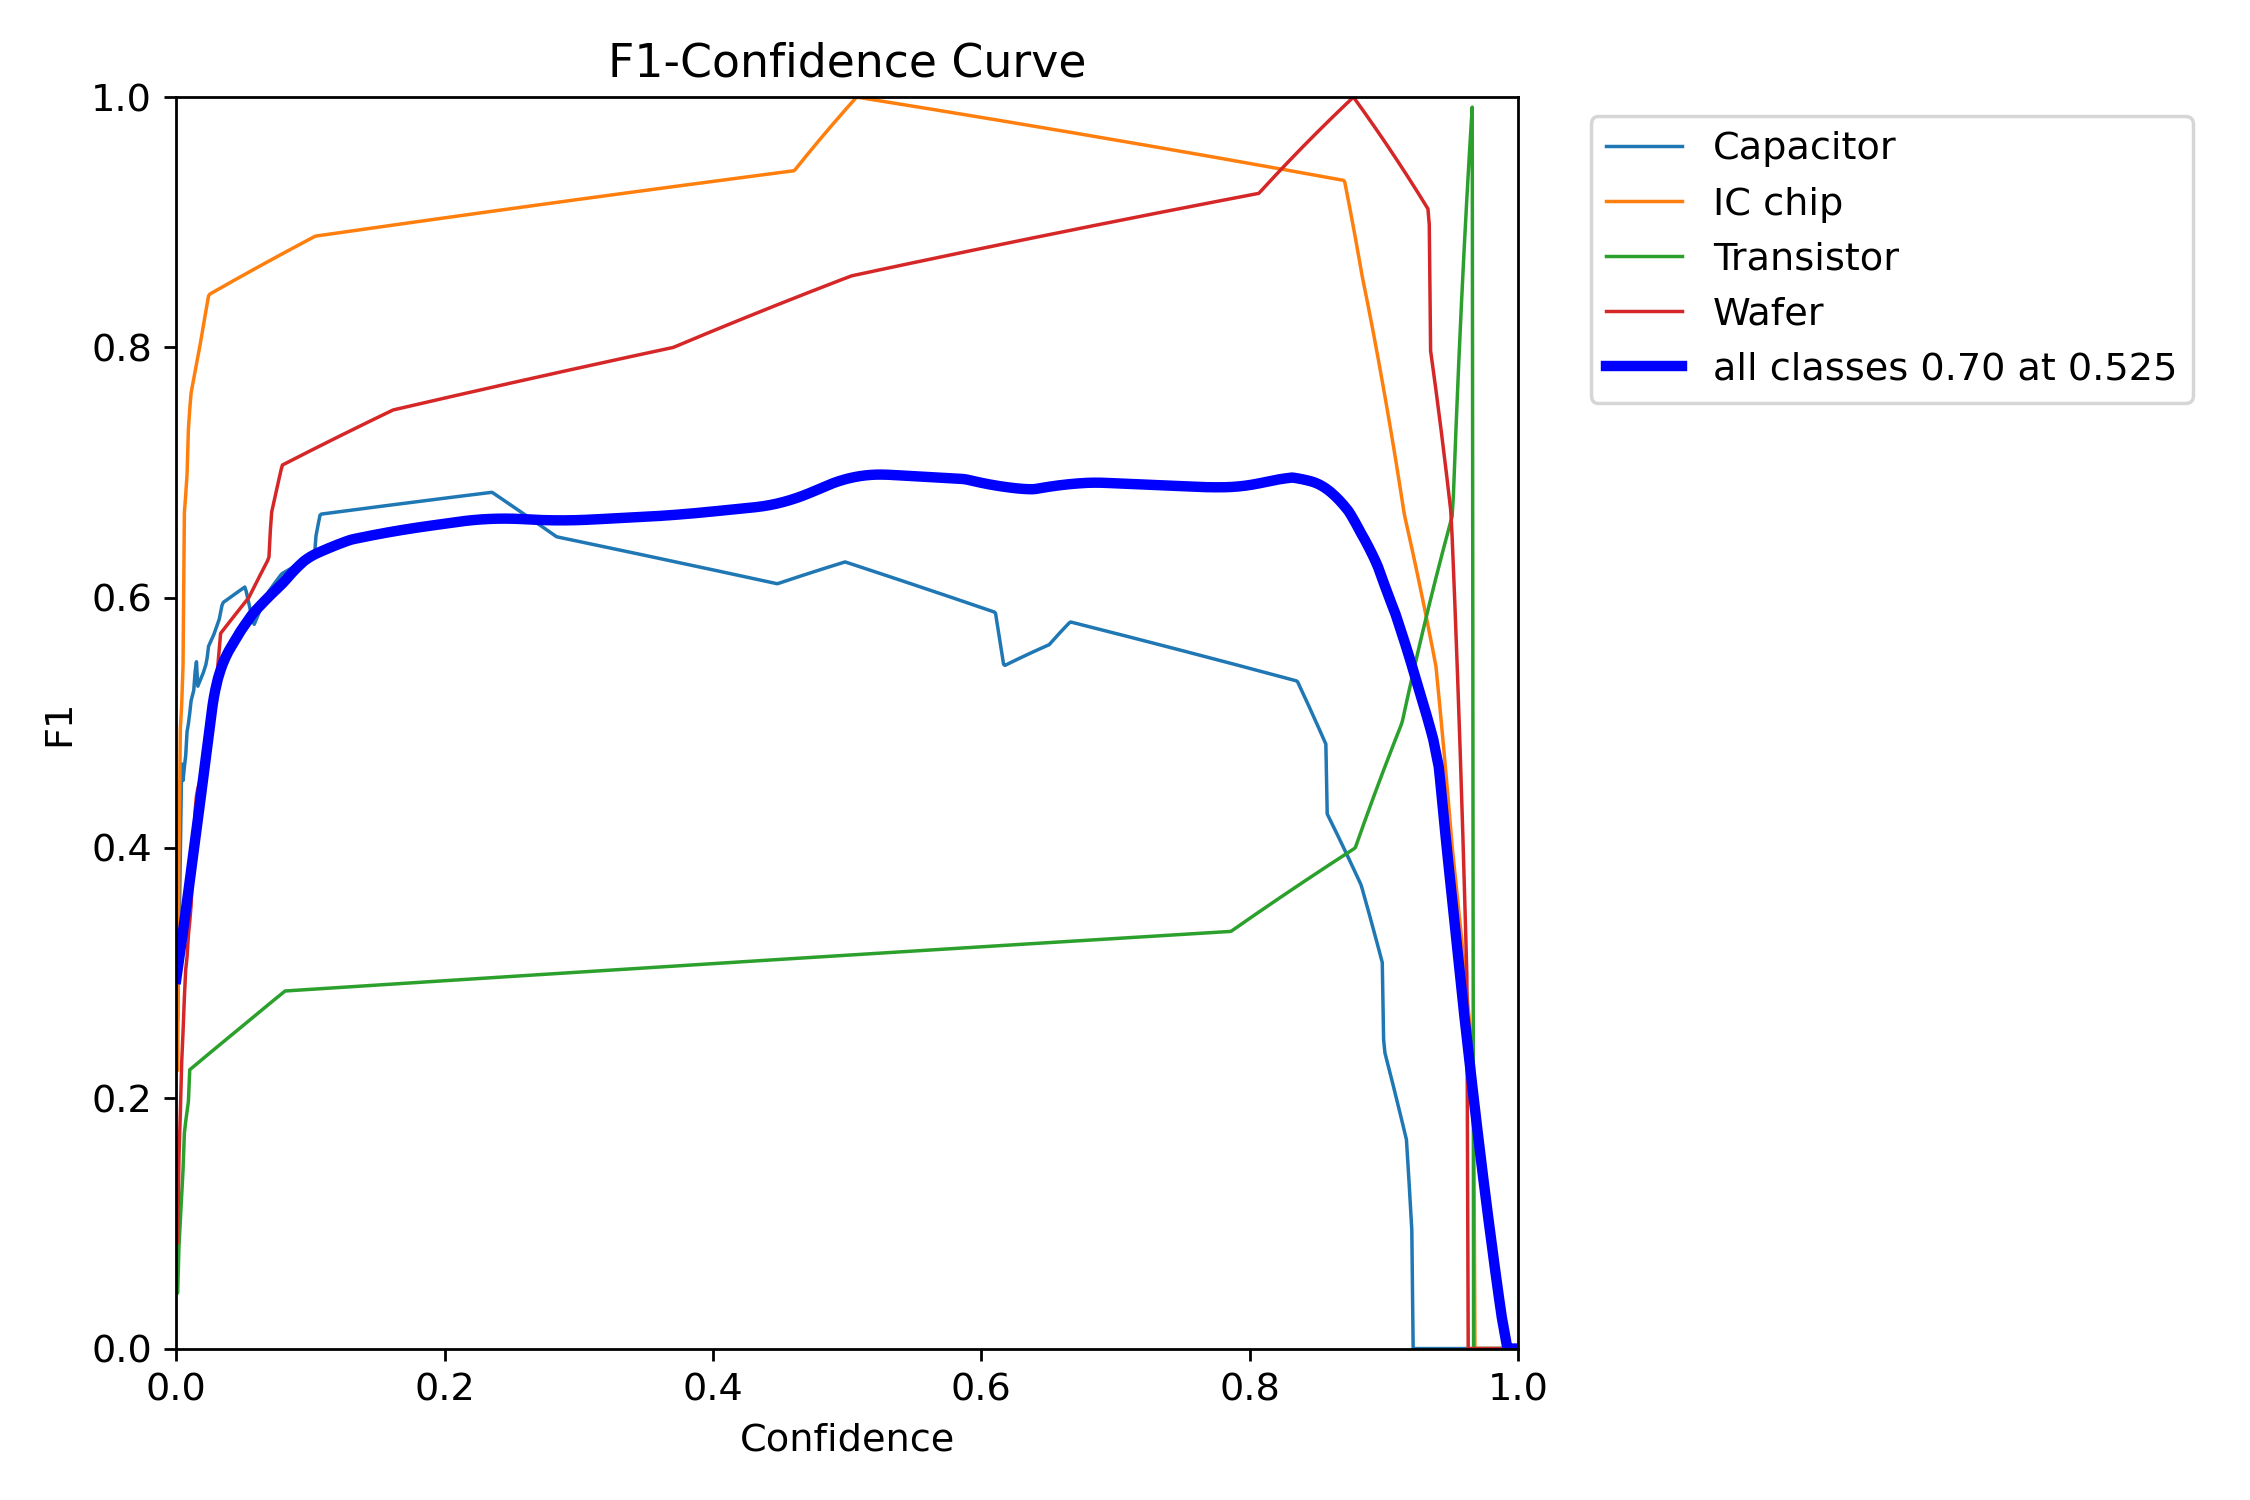 F1-Confidence Curve
1.0
0.8
0.6
0.4
0.2
0.0
F1
0.0 0.2 0.4 0.6 0.8 1.0
Confidence
Capacitor
IC chip
Transistor
Wafer
all classes 0.70 at 0.525